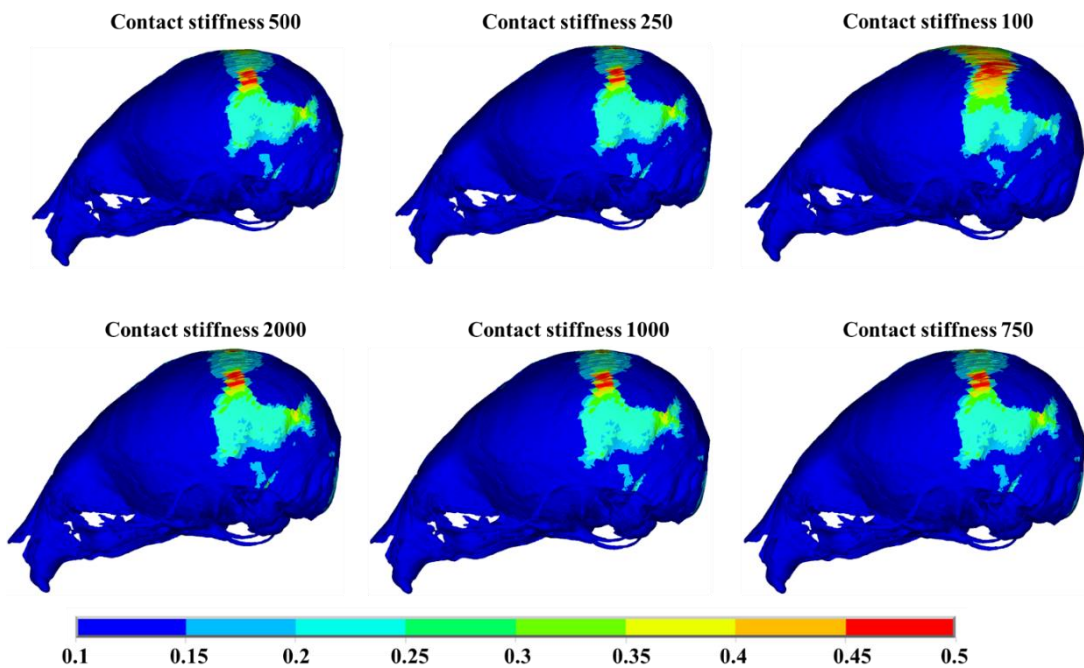 Contact stiffness 500
Contact stiffness 250
Contact stiffness 100
Contact stiffness 2000
Contact stiffness 1000
Contact stiffness 750
0.1 0.15 0.2 0.25 0.3 0.35 0.4 0.45 0.5